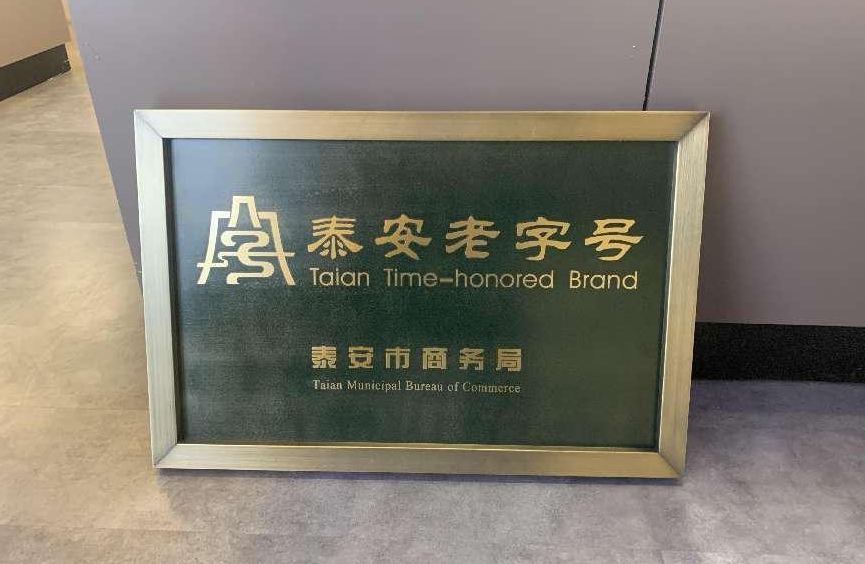 泰安老字号
Taian Time-honored Brand
泰安市商务局
Taian Municipal Bureau of Commerce